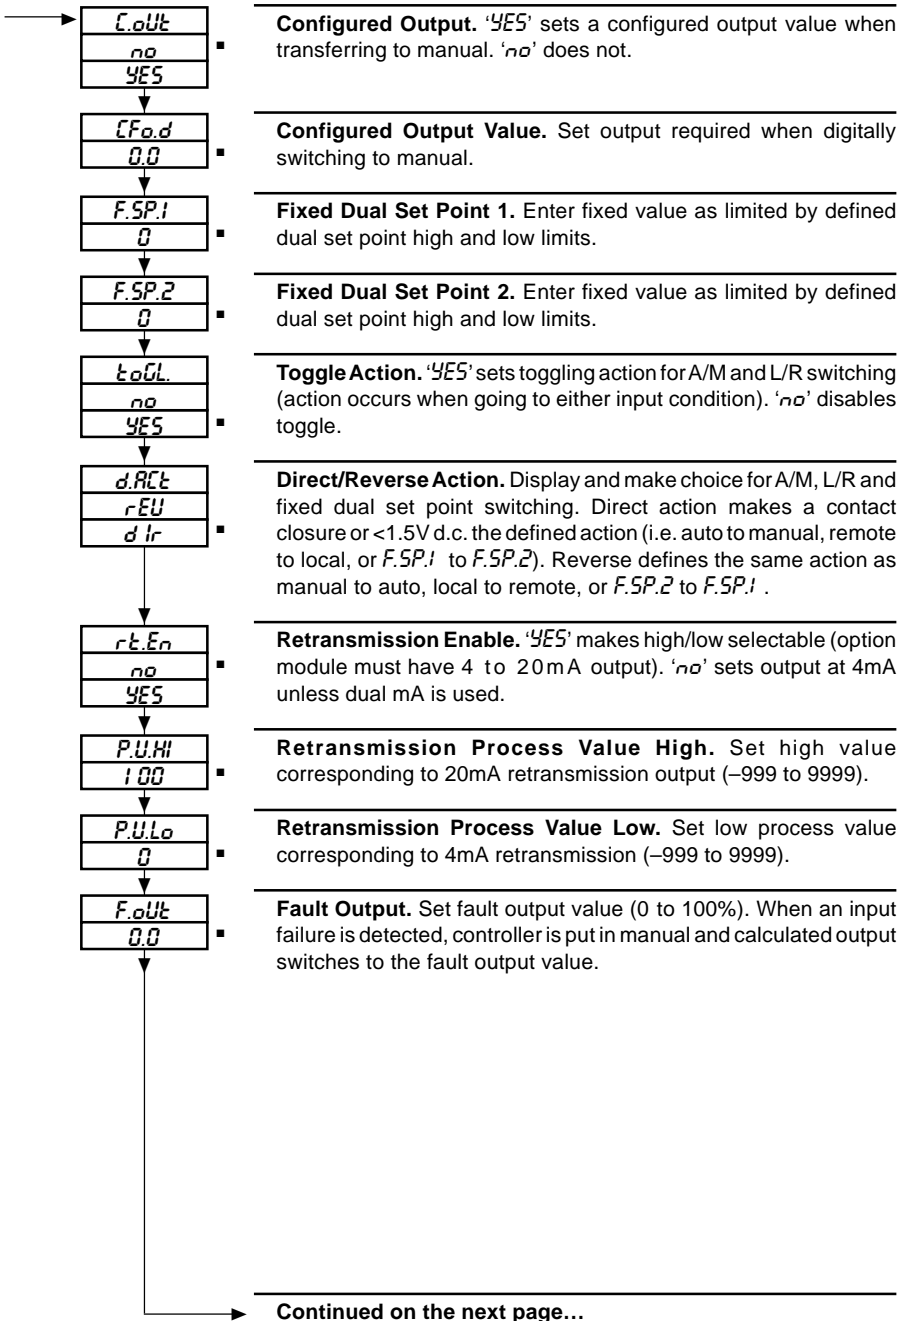 C.oUt
no
YES
Configured Output. ‘YES’ sets a configured output value when
transferring to manual. ‘no’ does not.
CFo.d
0.0
Configured Output Value. Set output required when digitally
switching to manual.
F.SP.1
0
Fixed Dual Set Point 1. Enter fixed value as limited by defined
dual set point high and low limits.
F.SP.2
0
Fixed Dual Set Point 2. Enter fixed value as limited by defined
dual set point high and low limits.
toGL.
no
YES
Toggle Action. ‘YES’ sets toggling action for A/M and L/R switching
(action occurs when going to either input condition). ‘no’ disables
toggle.
d.ACt
rEV
dIr
Direct/Reverse Action. Display and make choice for A/M, L/R and
fixed dual set point switching. Direct action makes a contact
closure or <1.5V d.c. the defined action (i.e. auto to manual, remote
to local, or F.SP.1 to F.SP.2). Reverse defines the same action as
manual to auto, local to remote, or F.SP.2 to F.SP.1 .
rt.En
no
YES
Retransmission Enable. ‘YES’ makes high/low selectable (option
module must have 4 to 20mA output). ‘no’ sets output at 4mA
unless dual mA is used.
P.V.HI
100
Retransmission Process Value High. Set high value
corresponding to 20mA retransmission output (–999 to 9999).
P.V.Lo
0
Retransmission Process Value Low. Set low process value
corresponding to 4mA retransmission (–999 to 9999).
F.oUt
0.0
Fault Output. Set fault output value (0 to 100%). When an input
failure is detected, controller is put in manual and calculated output
switches to the fault output value.
Continued on the next page…